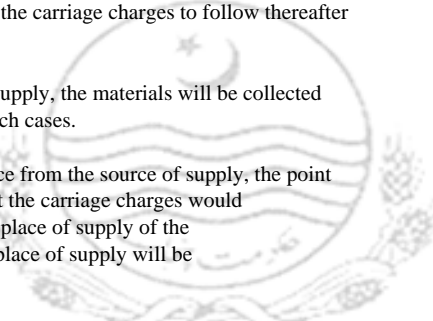 the carriage charges to follow thereafter
upply, the materials will be collected
ch cases.
ce from the source of supply, the point
t the carriage charges would
place of supply of the
place of supply will be